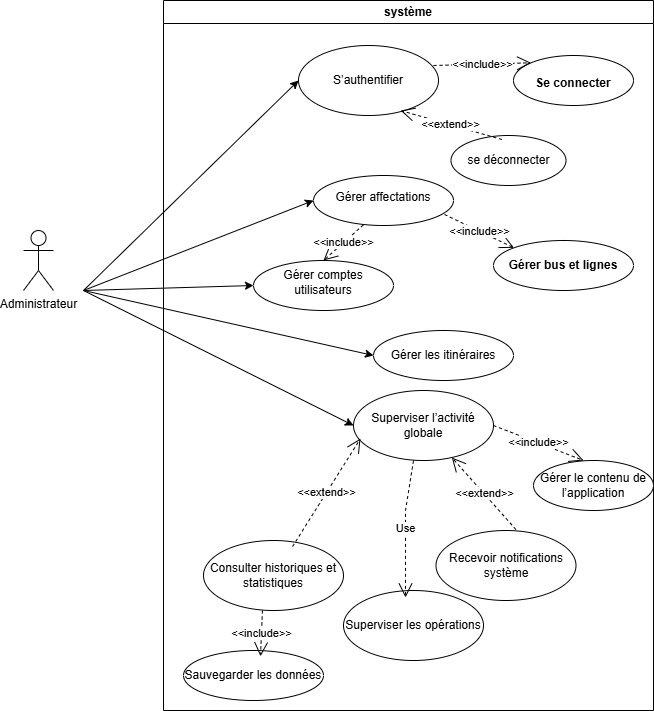 système
S'authentifier
<<include>>
Se connecter
<<extend>>
se déconnecter
Gérer affectations
<<include>>
<<include>>
Gérer bus et lignes
Gérer comptes
utilisateurs
Administrateur
Gérer les itinéraires
Superviser l'activité
globale
<<include>>
Gérer le contenu de
l'application
<<extend>>
<<extend>>
Use
Recevoir notifications
système
Consulter historiques et
statistiques
Superviser les opérations
<<include>>
Sauvegarder les données